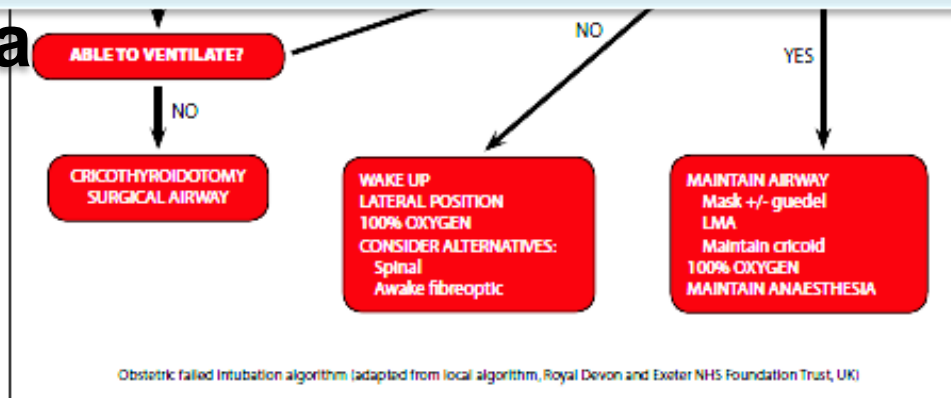 a
ABLE TO VENTILATE?
NO
YES
NO
CRICOTHYROIDOTOMY
SURGICAL AIRWAY
WAKE UP
LATERAL POSITION
100% OXYGEN
CONSIDER ALTERNATIVES:
Spinal
Awake fibreoptic
MAINTAIN AIRWAY
Mask +/- guedel
LMA
Maintain cricoid
100% OXYGEN
MAINTAIN ANAESTHESIA
Obstetric failed intubation algorithm (adapted from local algorithm, Royal Devon and Exeter NHS Foundation Trust, UK)